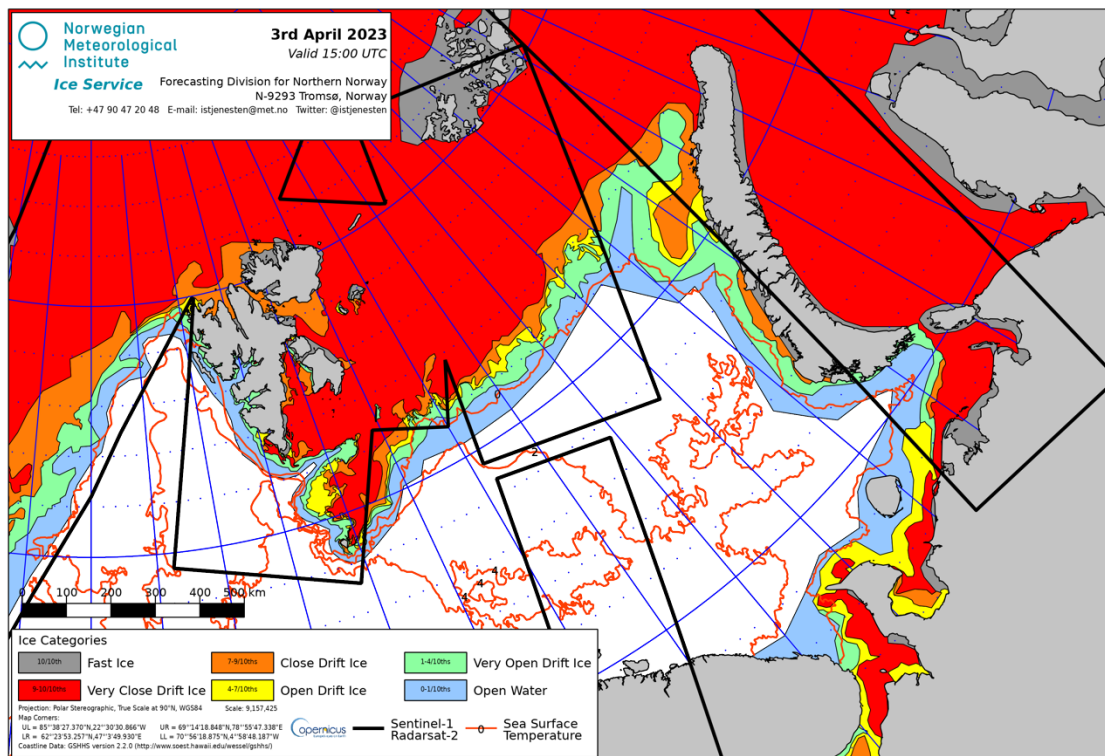 Norwegian
Meteorological
Institute
Ice Service
3rd April 2023
Valid 15:00 UTC
Forecasting Division for Northern Norway
N-9293 Tromsø, Norway
Tel: +47 90 47 20 48 E-mail: istjenesten@met.no Twitter: @istjenesten
0
2
4
4
4
0 100 200 300 400 500 km
Ice Categories
10/10th Fast Ice
7-9/10ths Close Drift Ice
1-4/10ths Very Open Drift Ice
9-10/10ths Very Close Drift Ice
4-7/10ths Open Drift Ice
0-1/10ths Open Water
Projection: Polar Stereographic, True Scale at 90°N, WGS84 Scale: 9,157,425
Map Corners:
UL = 85°'38'27.370"N,22°'30'30.866"W UR = 69°'14'18.848"N,78°'55'47.338"E
LR = 62°'23'53.257"N,47°'3'49.930"E LL = 70°'56'18.875"N,4°'58'48.187"W
Coastline Data: GSHHS version 2.2.0 (http://www.soest.hawaii.edu/wessel/gshhs/)
Copernicus
Sentinel-1
Radarsat-2
0 Sea Surface
Temperature